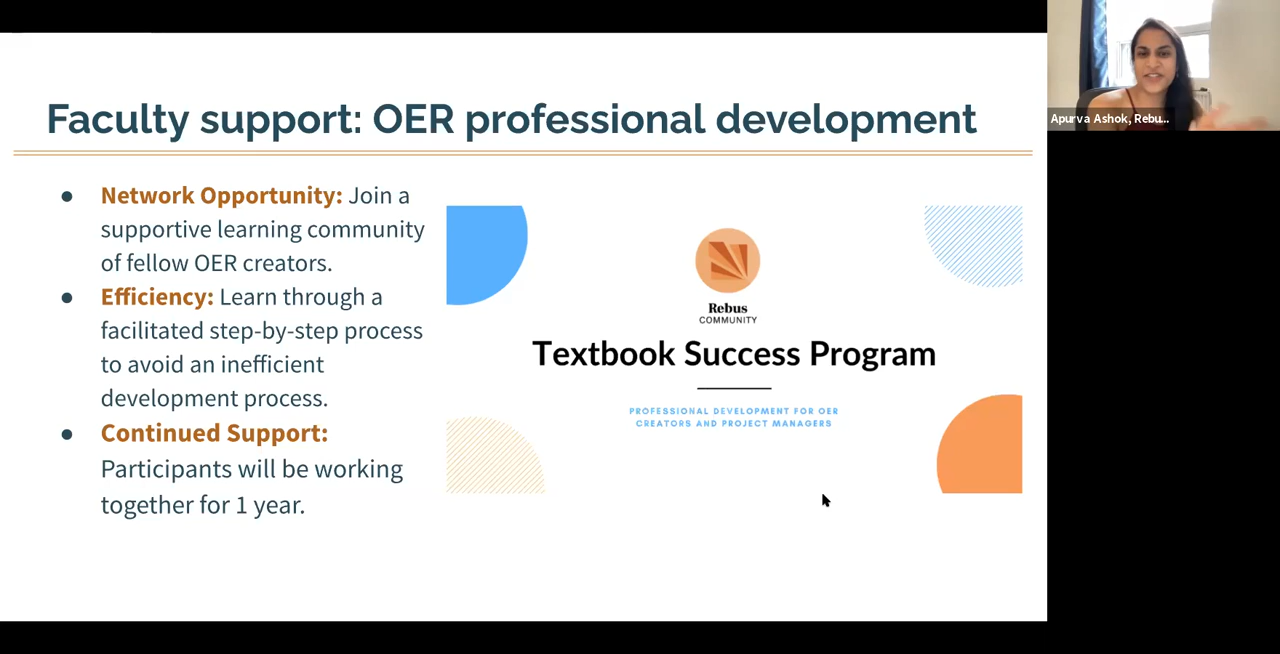 Faculty support: OER professional development
● Network Opportunity: Join a
supportive learning community
of fellow OER creators.
● Efficiency: Learn through a
facilitated step-by-step process
to avoid an inefficient
development process.
● Continued Support:
Participants will be working
together for 1 year.
Rebus
COMMUNITY
Textbook Success Program
PROFESSIONAL DEVELOPMENT FOR OER
CREATORS AND PROJECT MANAGERS
Apurva Ashok, Rebu...